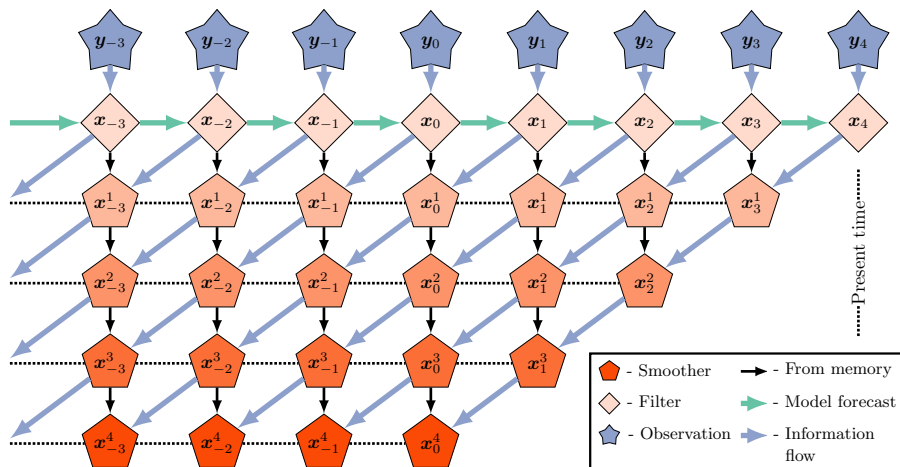 y₋₃ y₋₂ y₋₁ y₀ y₁ y₂ y₃ y₄
x₋₃ x₋₂ x₋₁ x₀ x₁ x₂ x₃ x₄
x¹₋₃ x¹₋₂ x¹₋₁ x¹₀ x¹₁ x¹₂ x¹₃
x²₋₃ x²₋₂ x²₋₁ x²₀ x²₁ x²₂
x³₋₃ x³₋₂ x³₋₁ x³₀ x³₁
x⁴₋₃ x⁴₋₂ x⁴₋₁ x⁴₀
Present time
- Smoother
- Filter
- Observation
- From memory
- Model forecast
- Information
flow